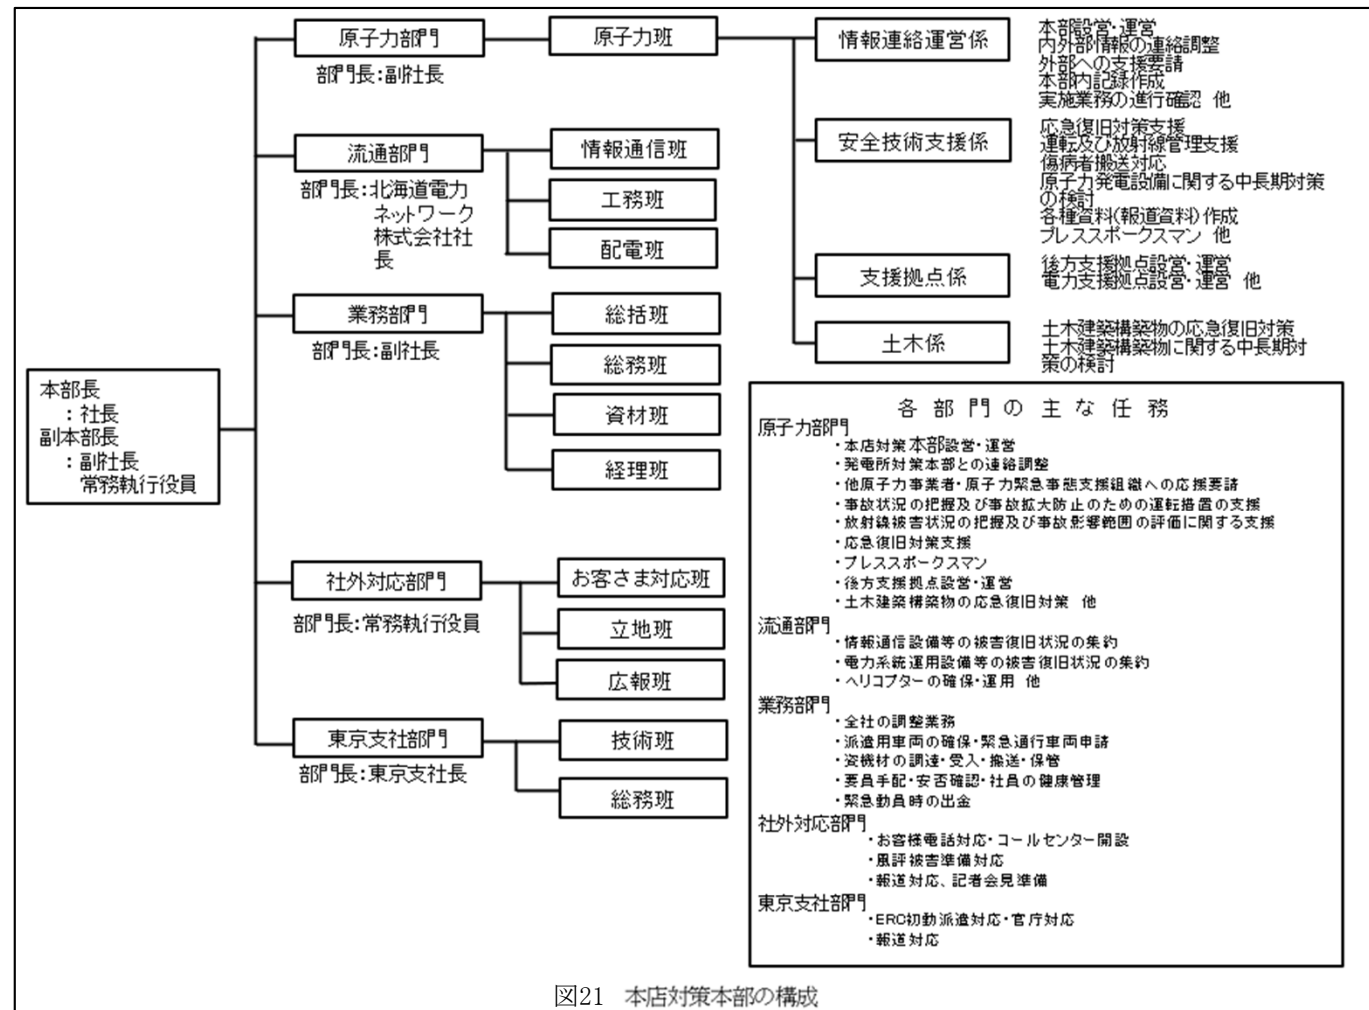 原子力部門
部門長：副社長
原子力班
情報連絡運営係
本部設営・運営
内外部情報の連絡調整
外部への支援要請
本部内記録作成
実施業務の進行確認 他
安全技術支援係
応急復旧対策支援
運転及び放射線管理支援
傷病者搬送対応
原子力発電設備に関する中長期対策
の検討
各種資料(報道資料)作成
プレススポークスマン 他
支援拠点係
後方支援拠点設営・運営
電力支援拠点設営・運営 他
土木係
土木建築構築物の応急復旧対策
土木建築構築物に関する中長期対
策の検討
流通部門
部門長：北海道電力
ネットワーク
株式会社社
長
情報通信班
工務班
配電班
業務部門
部門長：副社長
総括班
総務班
資材班
経理班
本部長
：社長
副本部長
：副社長
常務執行役員
社外対応部門
部門長：常務執行役員
お客さま対応班
立地班
広報班
東京支社部門
部門長：東京支社長
技術班
総務班
各部門の主な任務
原子力部門
・本店対策本部設営・運営
・発電所対策本部との連絡調整
・他原子力事業者・原子力緊急事態支援組織への応援要請
・事故状況の把握及び事故拡大防止のための運転措置の支援
・放射線被害状況の把握及び事故影響範囲の評価に関する支援
・応急復旧対策支援
・プレススポークスマン
・後方支援拠点設営・運営
・土木建築構築物の応急復旧対策 他
流通部門
・情報通信設備等の被害復旧状況の集約
・電力系統運用設備等の被害復旧状況の集約
・ヘリコプターの確保・運用 他
業務部門
・全社の調整業務
・派遣用車両の確保・緊急通行車両申請
・資機材の調達・受入・搬送・保管
・要員手配・安否確認・社員の健康管理
・緊急動員時の出金
社外対応部門
・お客様電話対応・コールセンター開設
・風評被害準備対応
・報道対応、記者会見準備
東京支社部門
・ERC初動派遣対応・官庁対応
・報道対応
図21 本店対策本部の構成